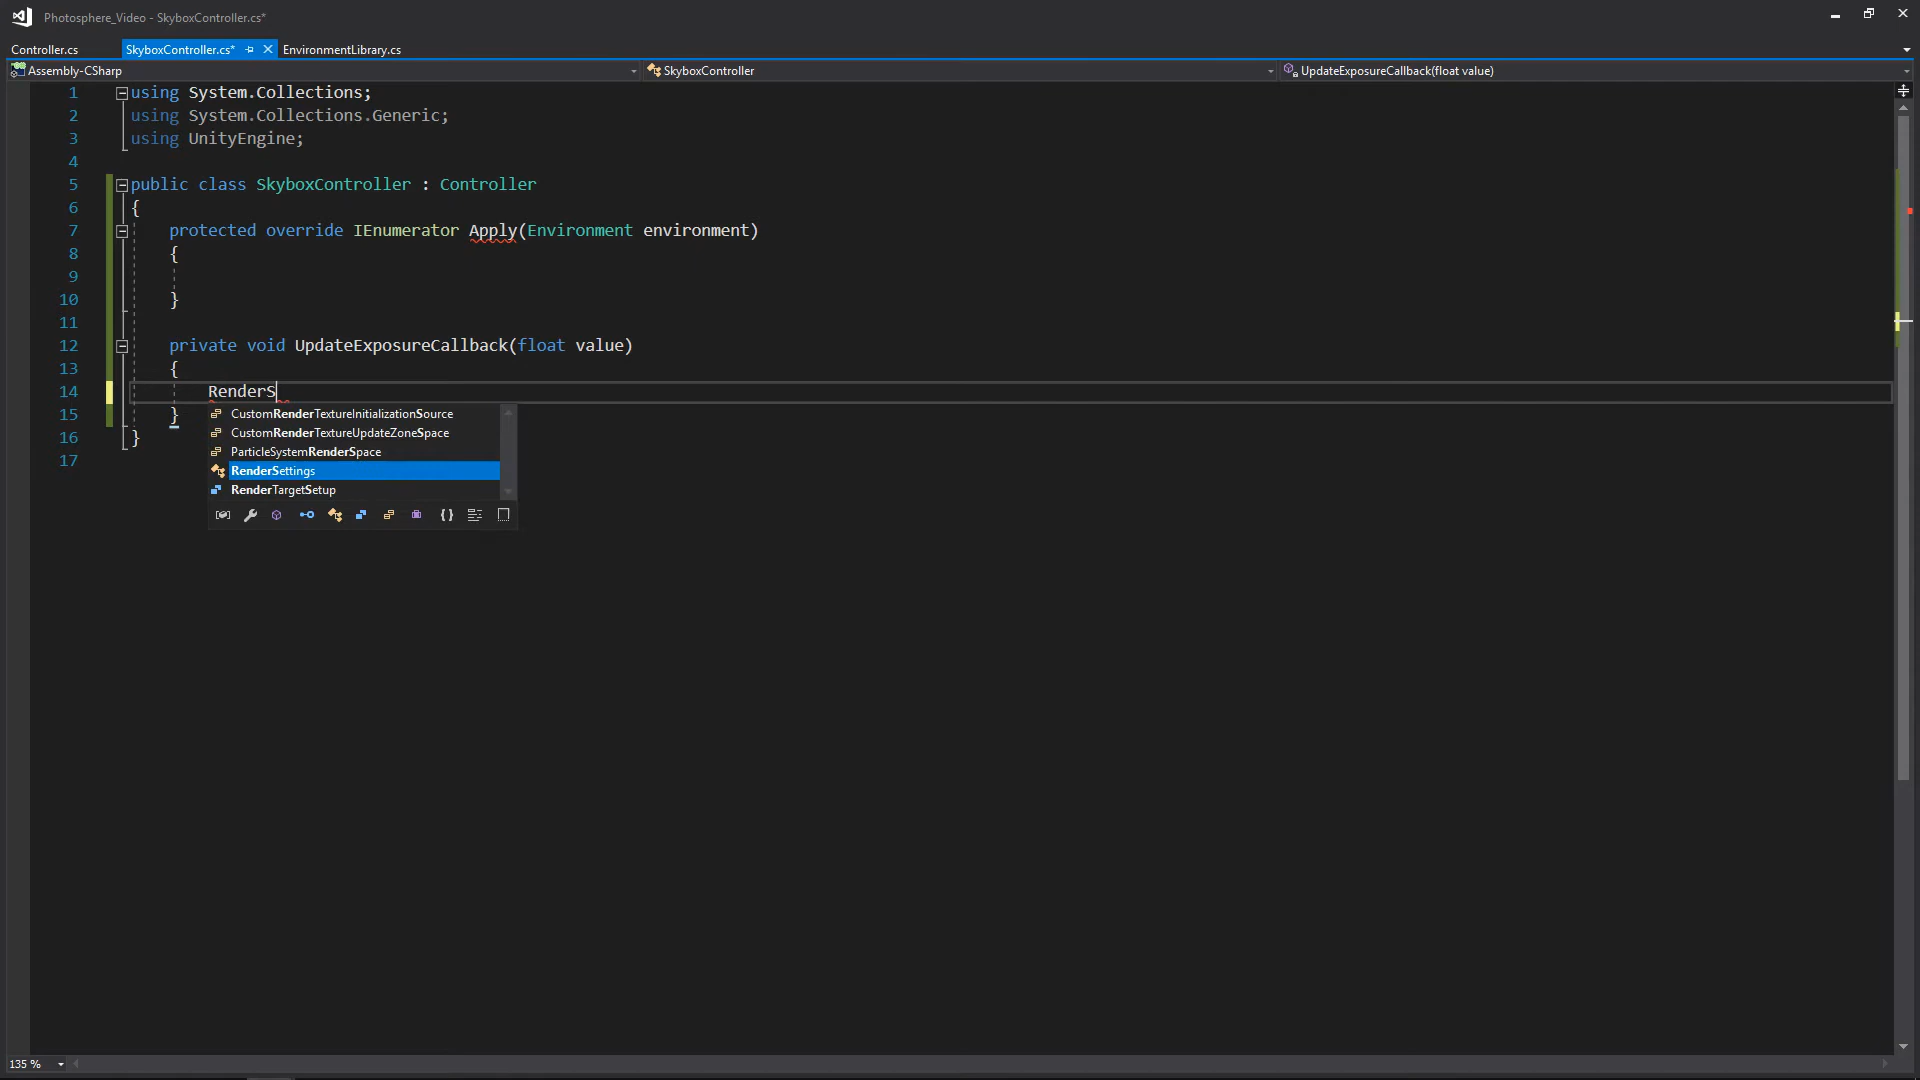 Photosphere_Video - SkyboxController.cs*
Controller.cs SkyboxController.cs* EnvironmentLibrary.cs
Assembly-CSharp SkyboxController UpdateExposureCallback(float value)
1 using System.Collections;
2 using System.Collections.Generic;
3 using UnityEngine;
4
5 public class SkyboxController : Controller
6 {
7 protected override IEnumerator Apply(Environment environment)
8 {
9
10 }
11
12 private void UpdateExposureCallback(float value)
13 {
14 RenderS
CustomRenderTextureInitializationSource
15 }
CustomRenderTextureUpdateZoneSpace
16 }
ParticleSystemRenderSpace
17
RenderSettings
RenderTargetSetup
135 %